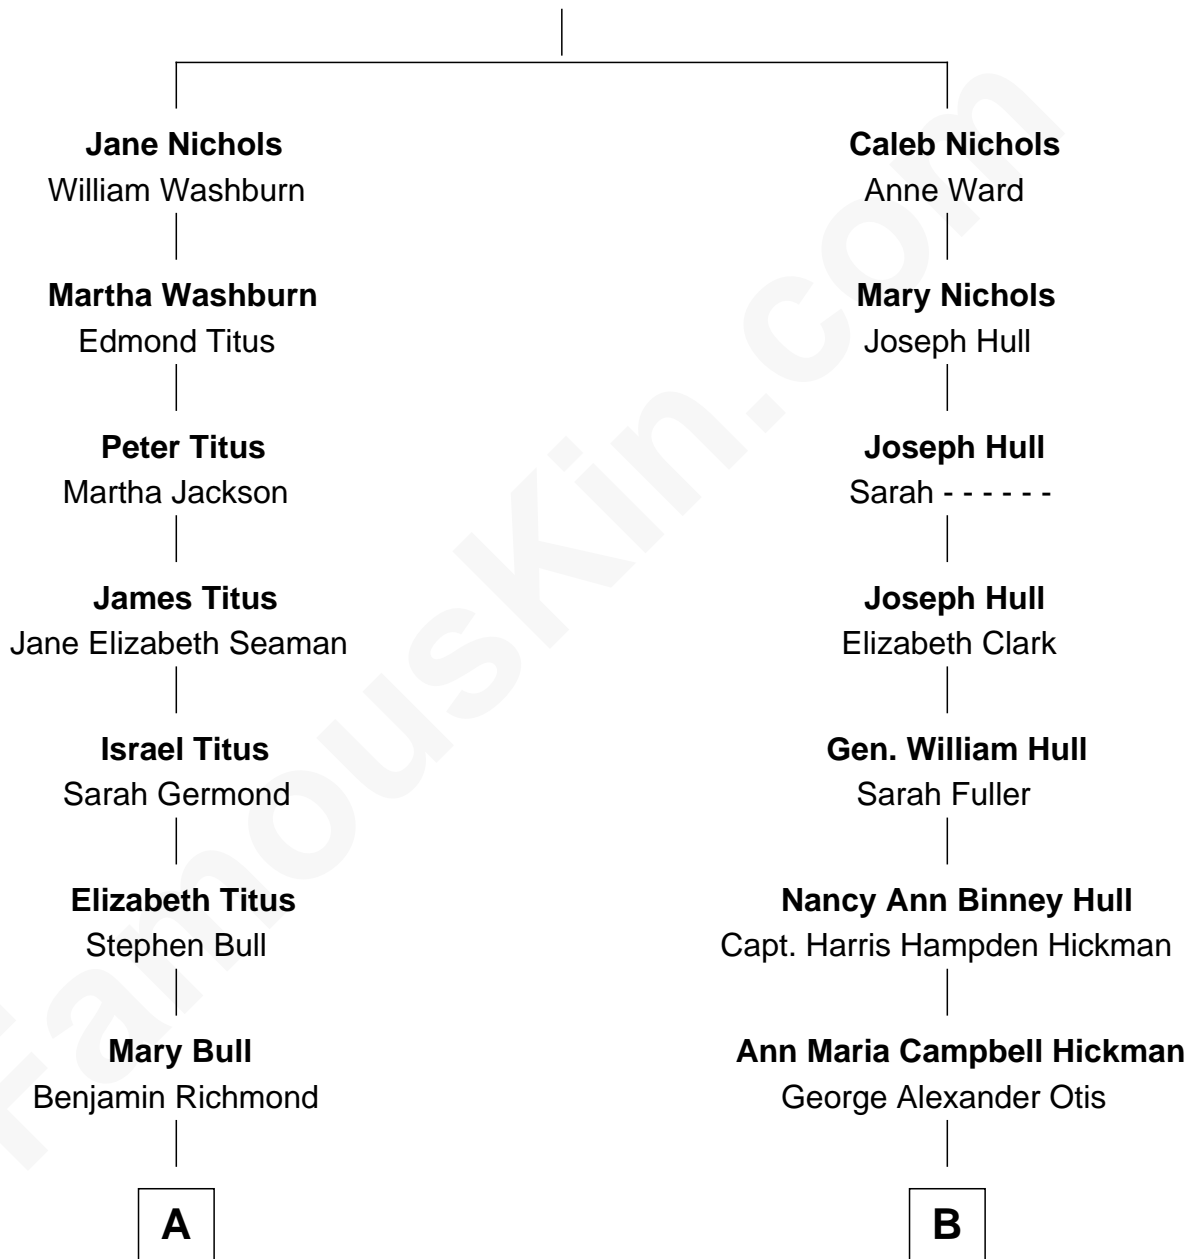 Jane Nichols
William Washburn
Martha Washburn
Edmond Titus
Peter Titus
Martha Jackson
James Titus
Jane Elizabeth Seaman
Israel Titus
Sarah Germond
Elizabeth Titus
Stephen Bull
Mary Bull
Benjamin Richmond
A
Caleb Nichols
Anne Ward
Mary Nichols
Joseph Hull
Joseph Hull
Sarah - - - - - -
Joseph Hull
Elizabeth Clark
Gen. William Hull
Sarah Fuller
Nancy Ann Binney Hull
Capt. Harris Hampden Hickman
Ann Maria Campbell Hickman
George Alexander Otis
B
FamousKin.com